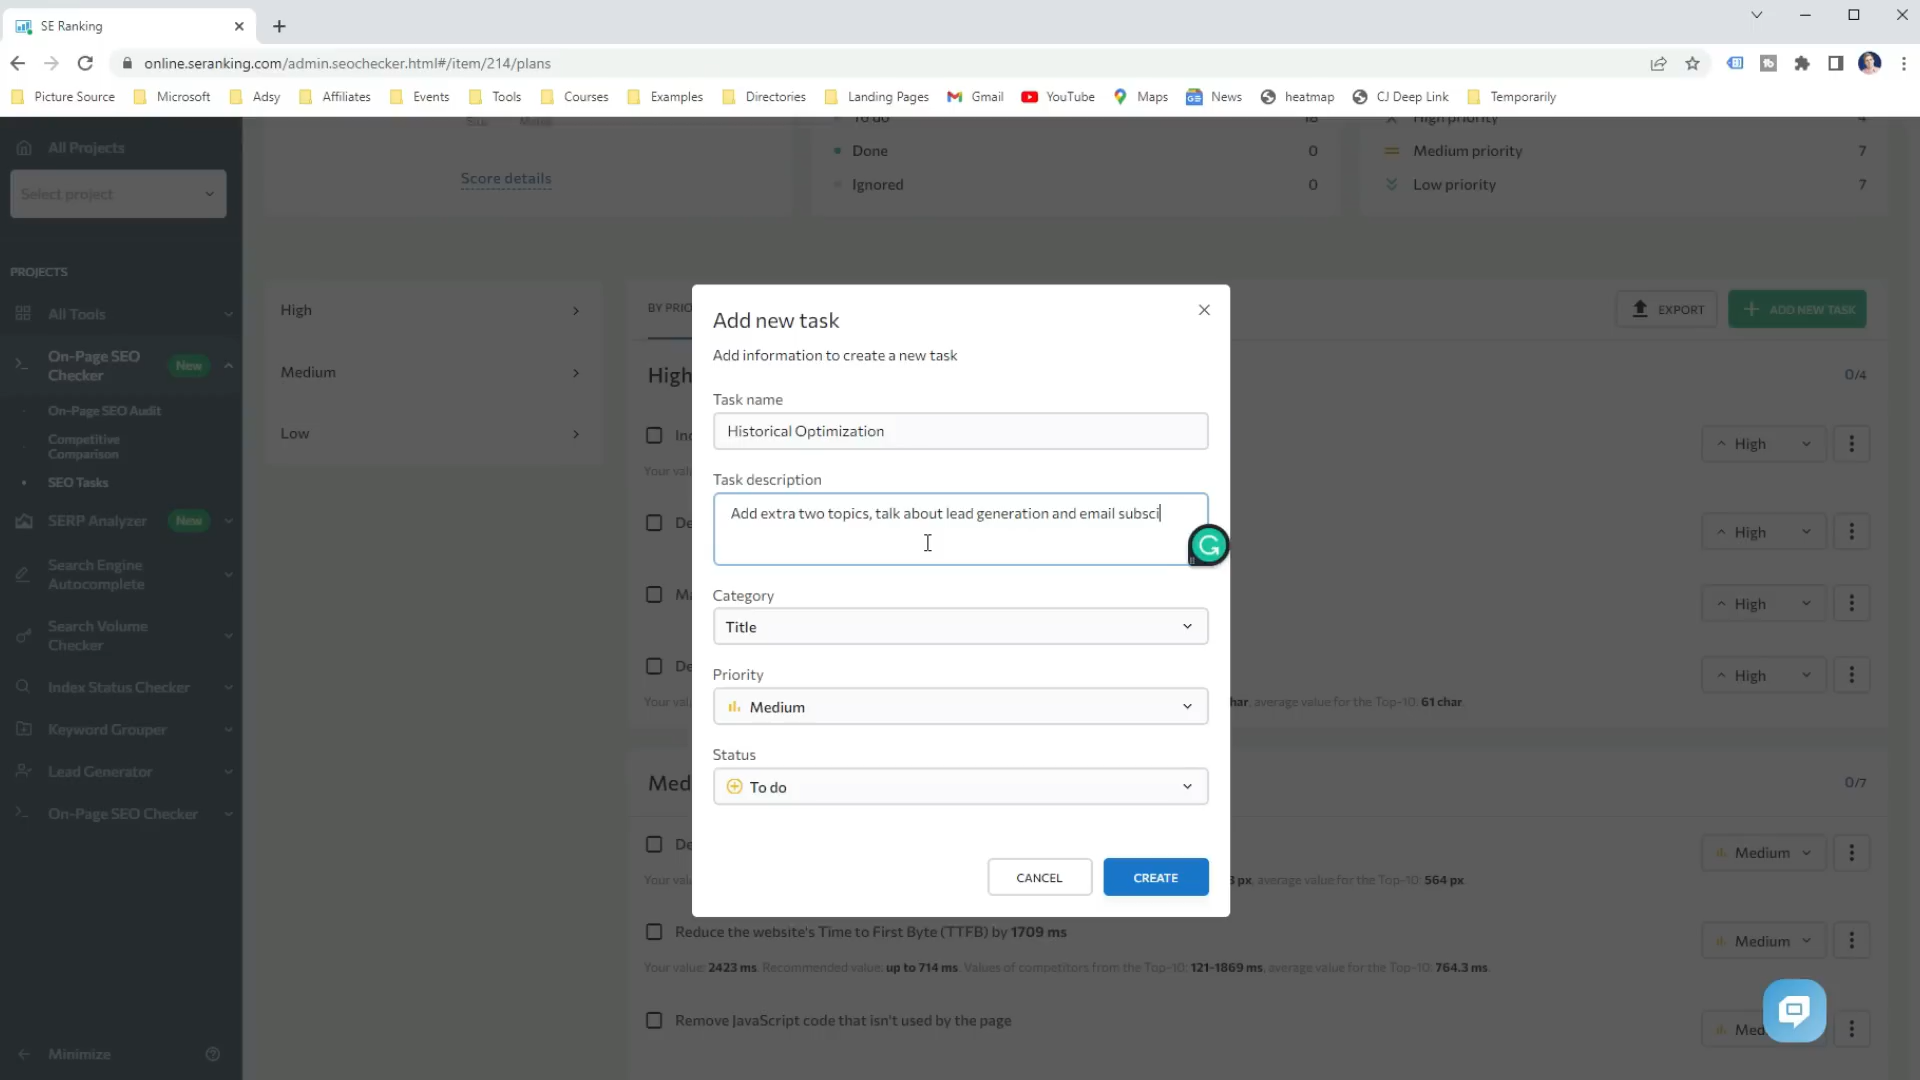 SE Ranking
online.seranking.com/admin.seochecker.html#/item/214/plans
Picture Source
Microsoft
Adsy
Affiliates
Events
Tools
Courses
Examples
Directories
Landing Pages
Gmail
YouTube
Maps
News
heatmap
CJ Deep Link
Temporarily
All Projects
Select project
PROJECTS
All Tools
On-Page SEO
Checker
New
On-Page SEO Audit
Competitive
Comparison
SEO Tasks
SERP Analyzer
New
Search Engine
Autocomplete
Search Volume
Checker
Index Status Checker
Keyword Grouper
Lead Generator
On-Page SEO Checker
Minimize
Score details
To do 18
Done 0
Ignored 0
High priority 4
Medium priority 7
Low priority 7
High
Medium
Low
BY PRIO
EXPORT
ADD NEW TASK
High
0/4
High
High
High
High
Your val
har, average value for the Top-10: 61 char.
Add new task
Add information to create a new task
Task name
Historical Optimization
Task description
Add extra two topics, talk about lead generation and email subsci
Category
Title
Priority
Medium
Status
To do
CANCEL
CREATE
Med
0/7
De
Medium
Your val
px, average value for the Top-10: 564 px.
Reduce the website's Time to First Byte (TTFB) by 1709 ms
Medium
Your value: 2423 ms. Recommended value: up to 714 ms. Values of competitors from the Top-10: 121-1869 ms, average value for the Top-10: 764.3 ms.
Remove JavaScript code that isn't used by the page
Med